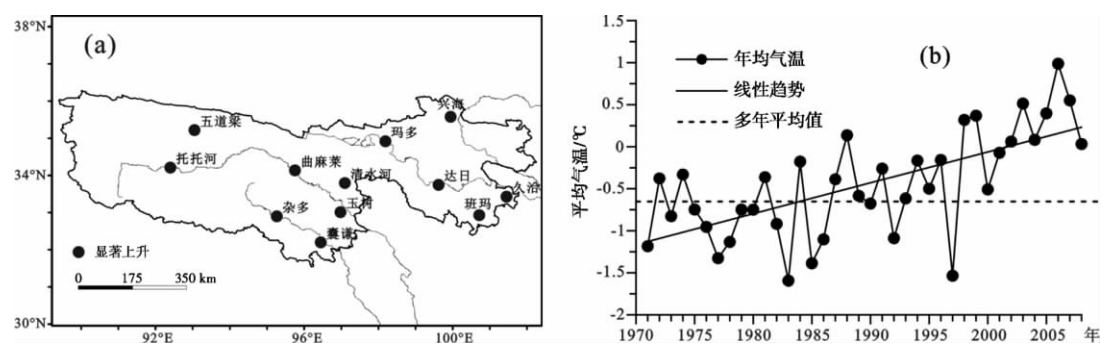 (a)
38°N
34°N
30°N
92°E
96°E
100°E
五道梁
托托河
曲麻莱
清水河
杂多
玉树
囊谦
兴海
玛多
达日
班玛
久治
显著上升
0 175 350 km
(b)
年均气温
线性趋势
多年平均值
平均气温/℃
1.5
1
0.5
0
-0.5
-1
-1.5
-2
1970 1975 1980 1985 1990 1995 2000 2005 年